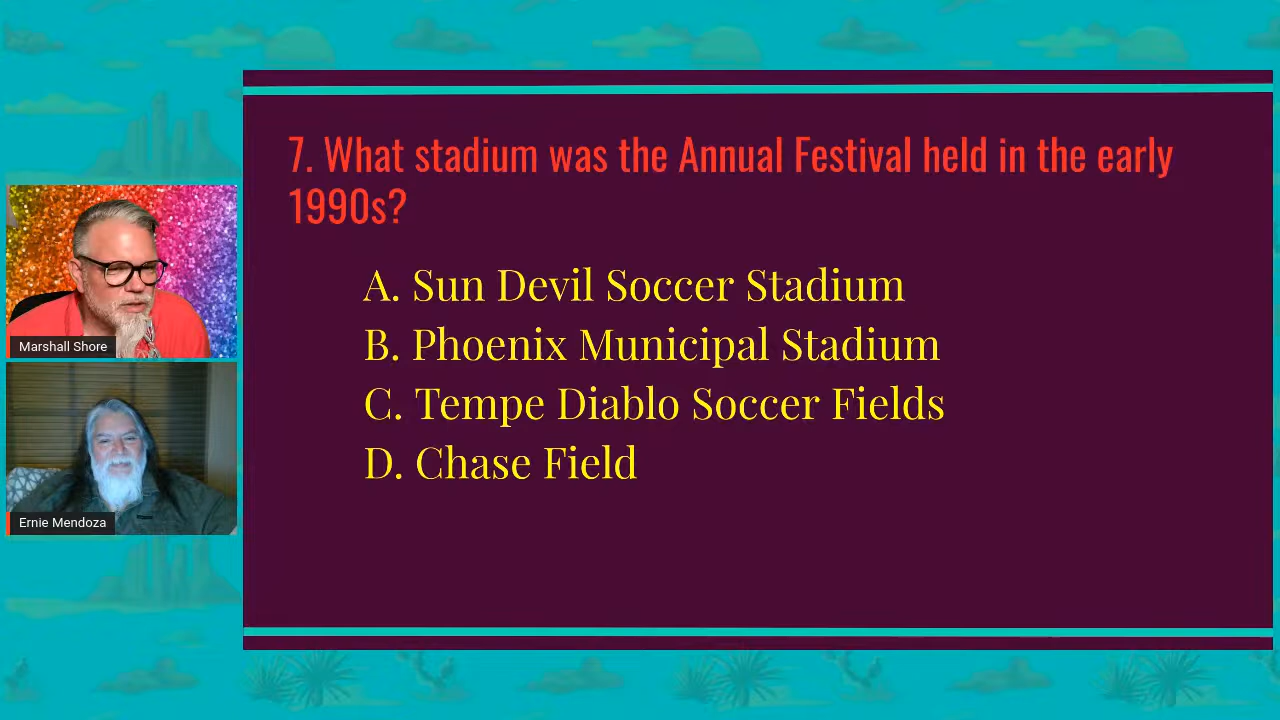 7. What stadium was the Annual Festival held in the early
1990s?
A. Sun Devil Soccer Stadium
B. Phoenix Municipal Stadium
C. Tempe Diablo Soccer Fields
D. Chase Field
Marshall Shore
Ernie Mendoza